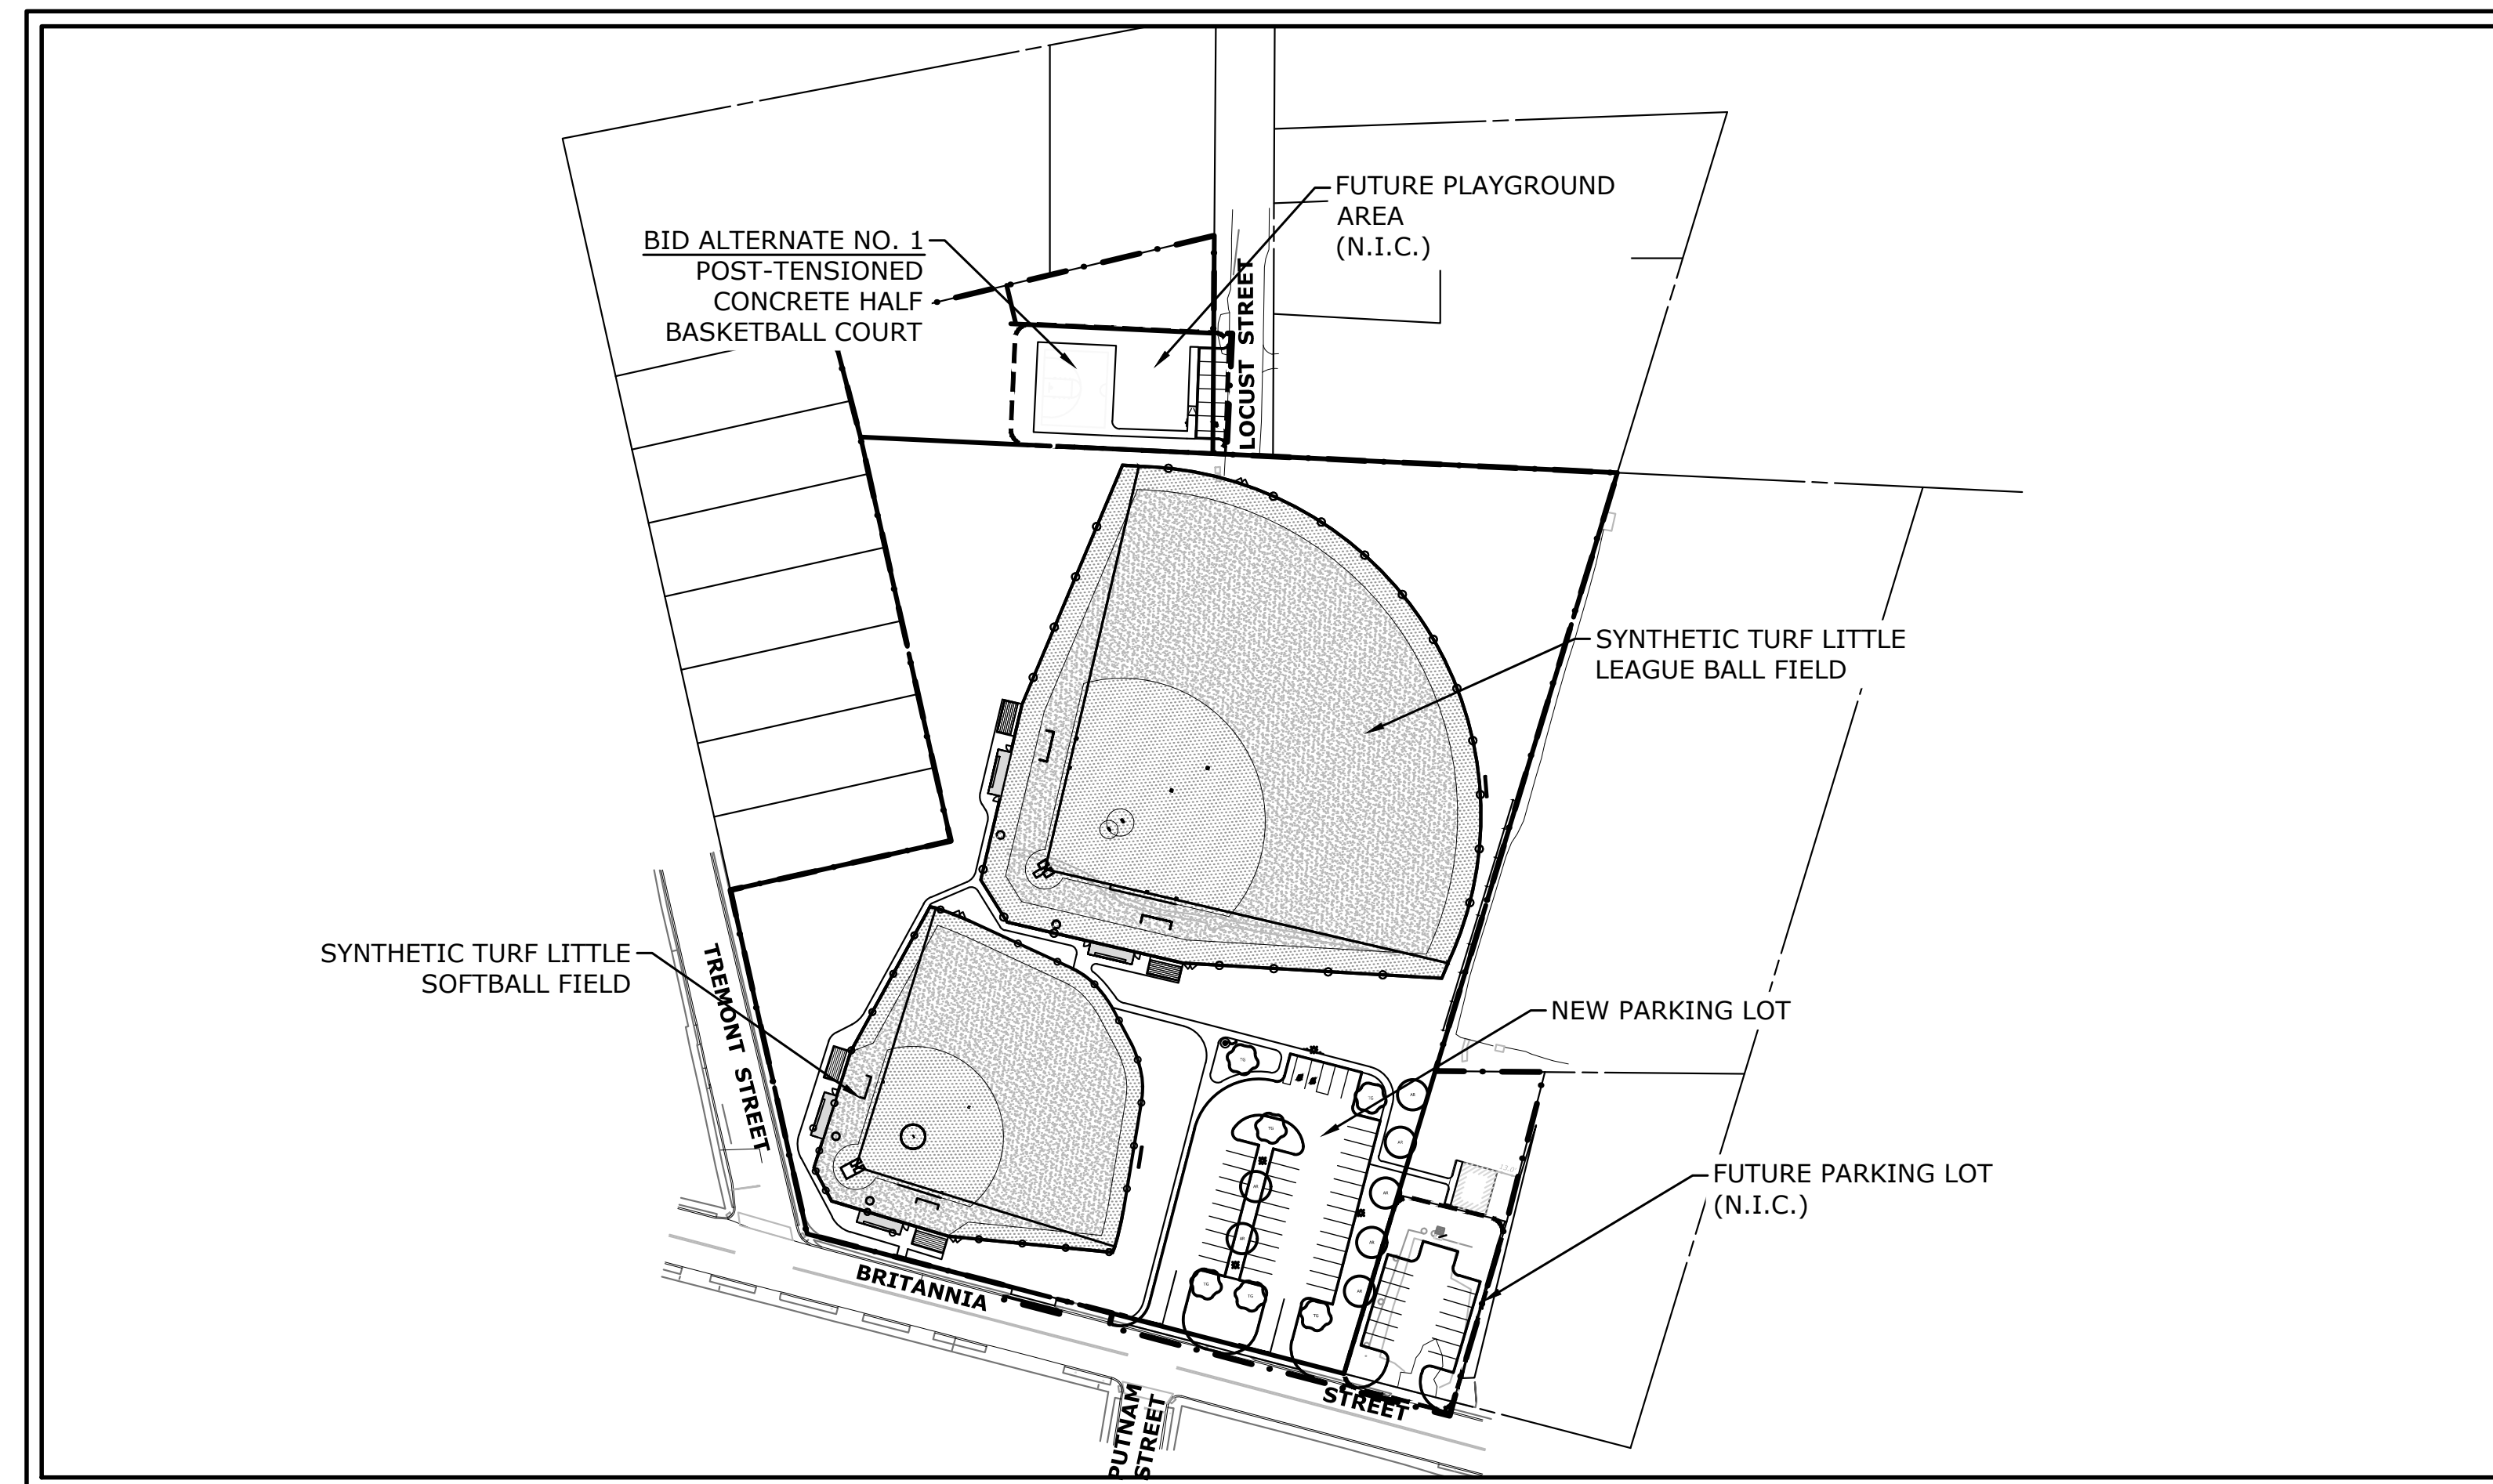 FUTURE PLAYGROUND
AREA
(N.I.C.)
BID ALTERNATE NO. 1
POST-TENSIONED
CONCRETE HALF
BASKETBALL COURT
LOCUST STREET
SYNTHETIC TURF LITTLE
LEAGUE BALL FIELD
SYNTHETIC TURF LITTLE
SOFTBALL FIELD
TREMONT STREET
NEW PARKING LOT
FUTURE PARKING LOT
(N.I.C.)
BRITANNIA STREET
PUTNAM
STREET